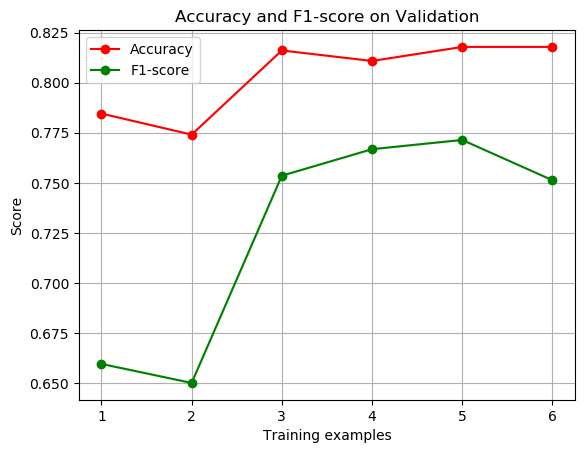 Accuracy and F1-score on Validation
Accuracy
F1-score
0.825
0.800
0.775
0.750
0.725
0.700
0.675
0.650
Score
1 2 3 4 5 6
Training examples